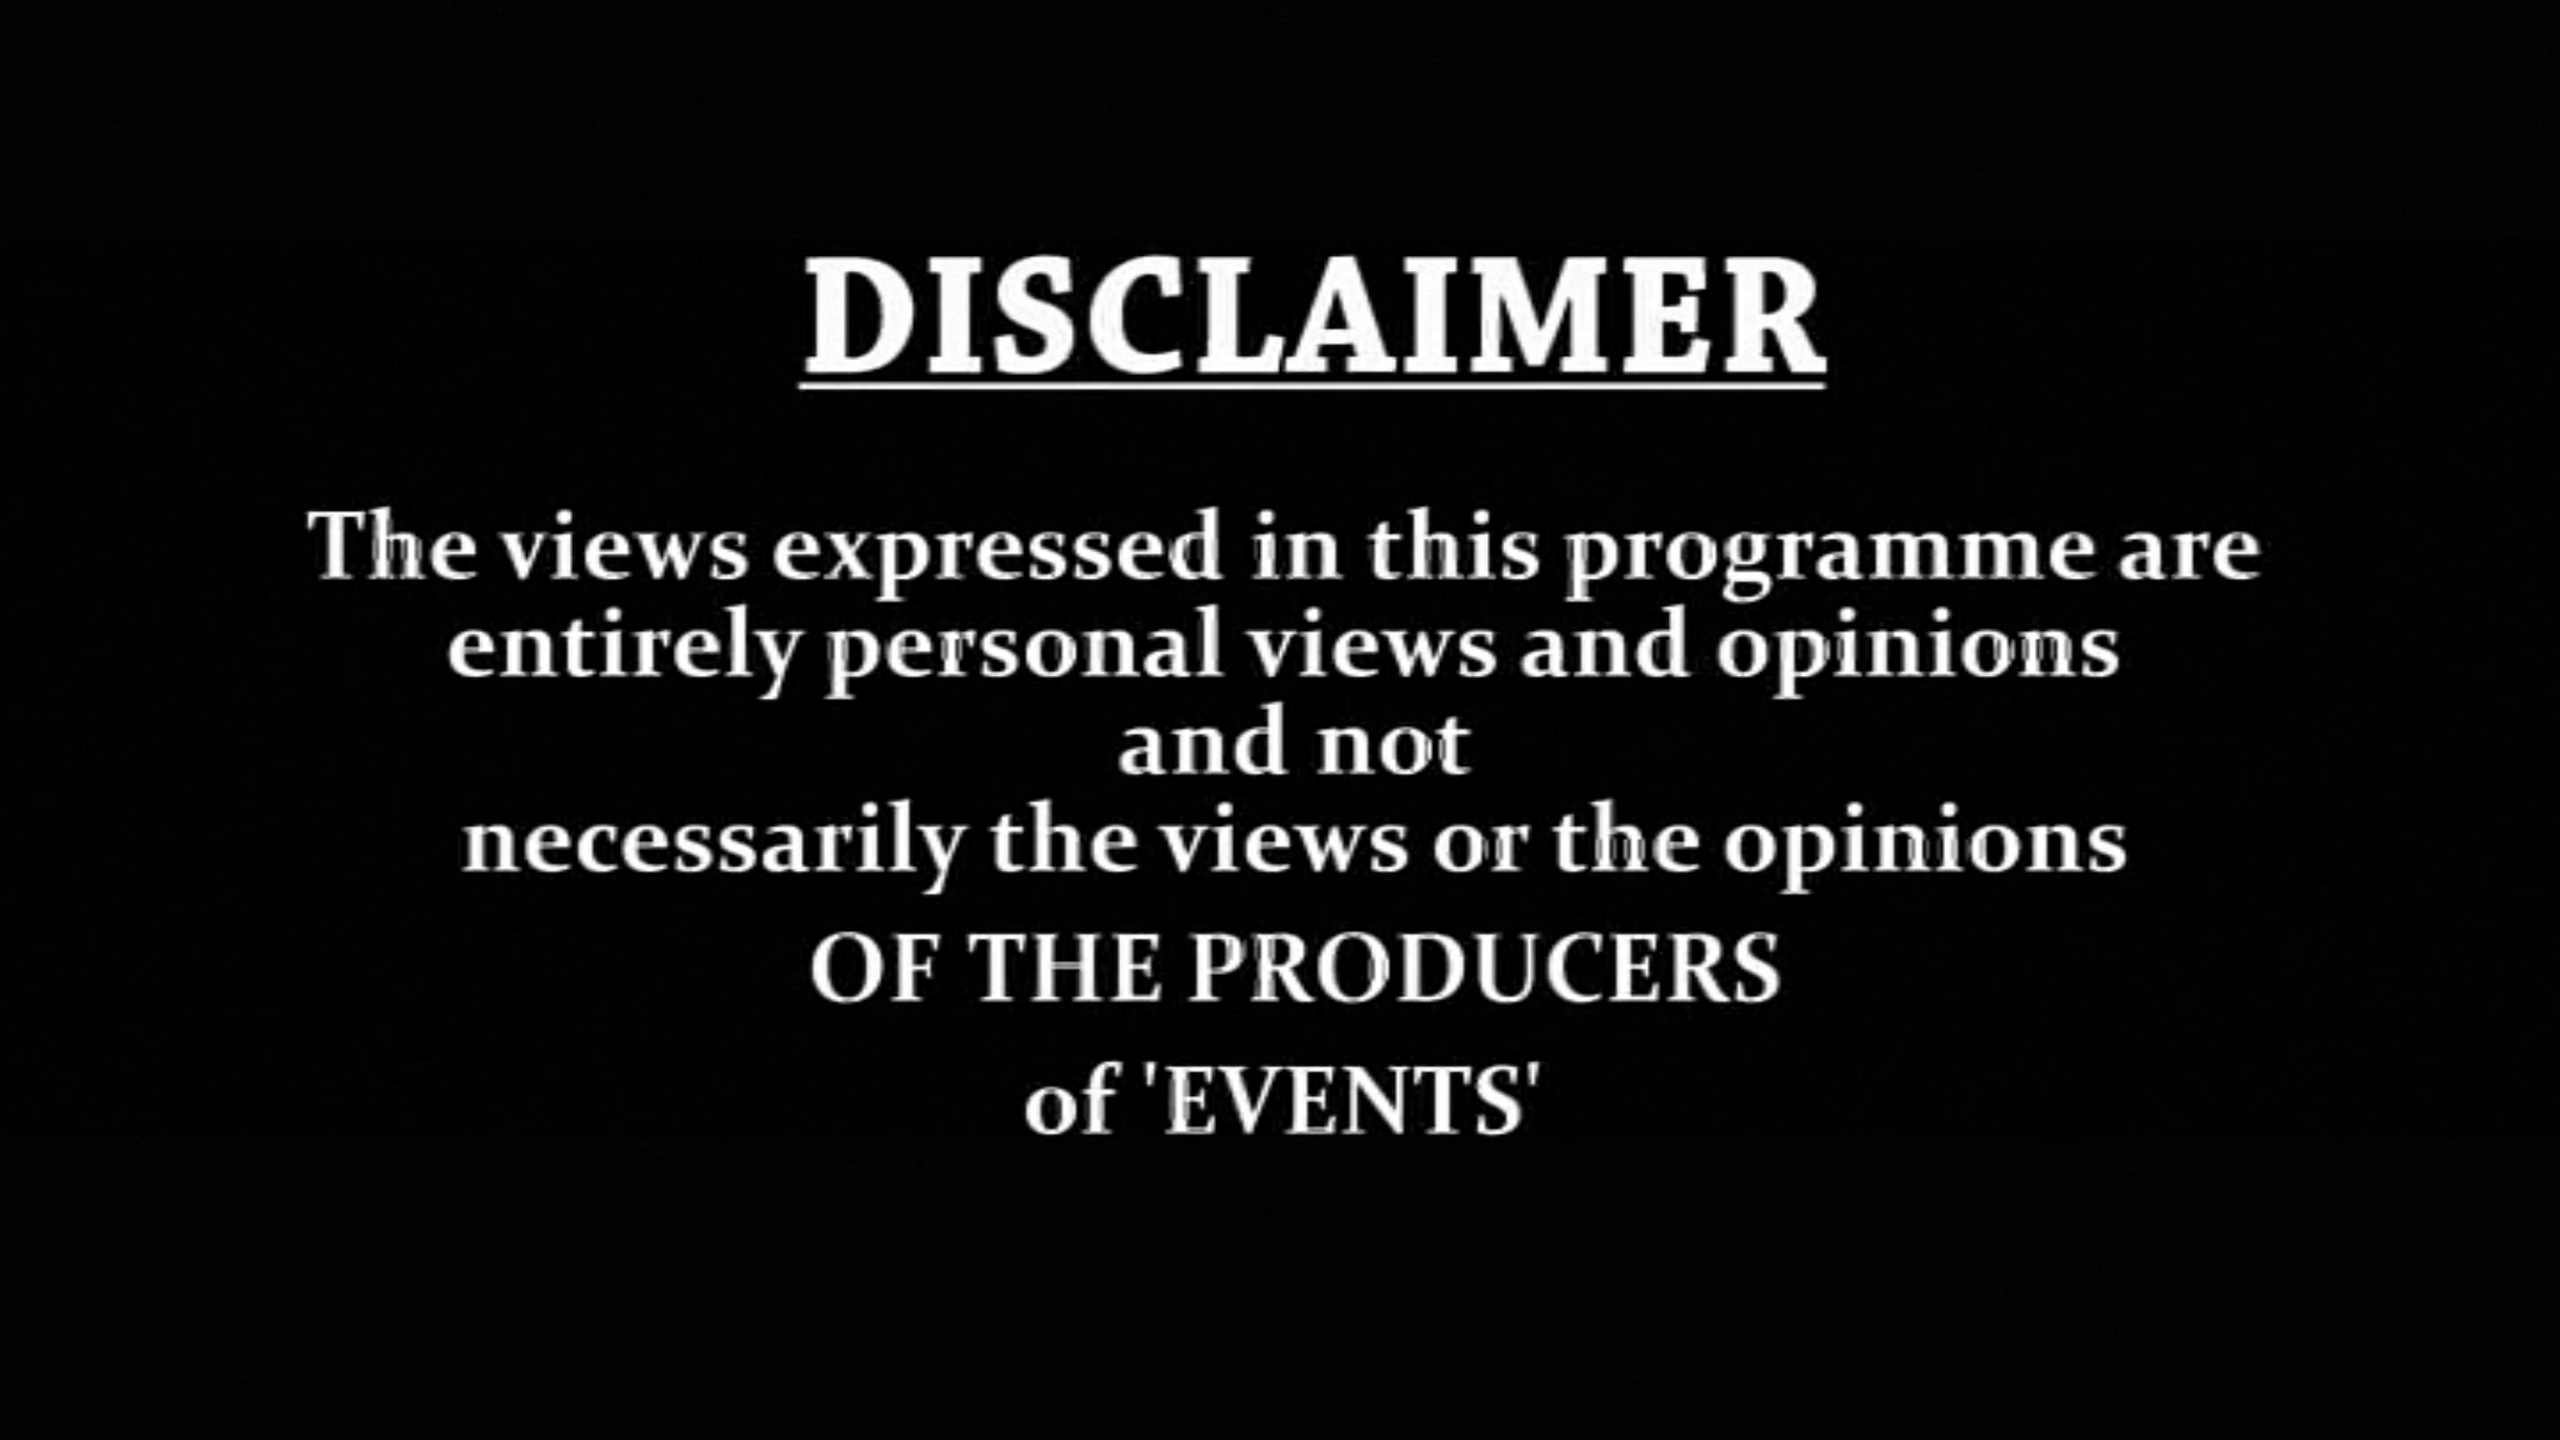 DISCLAIMER
The views expressed in this programme are
entirely personal views and opinions
and not
necessarily the views or the opinions
OF THE PRODUCERS
of 'EVENTS'